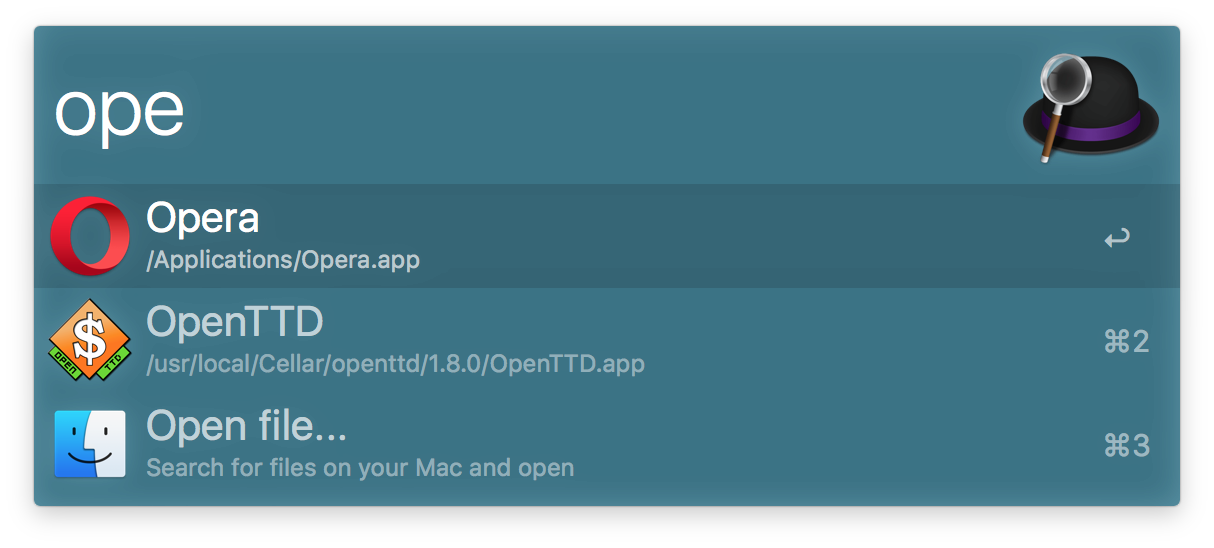 ope
Opera
/Applications/Opera.app
↩
OpenTTD
/usr/local/Cellar/openttd/1.8.0/OpenTTD.app
⌘2
$
OPEN TTD
Open file...
Search for files on your Mac and open
⌘3